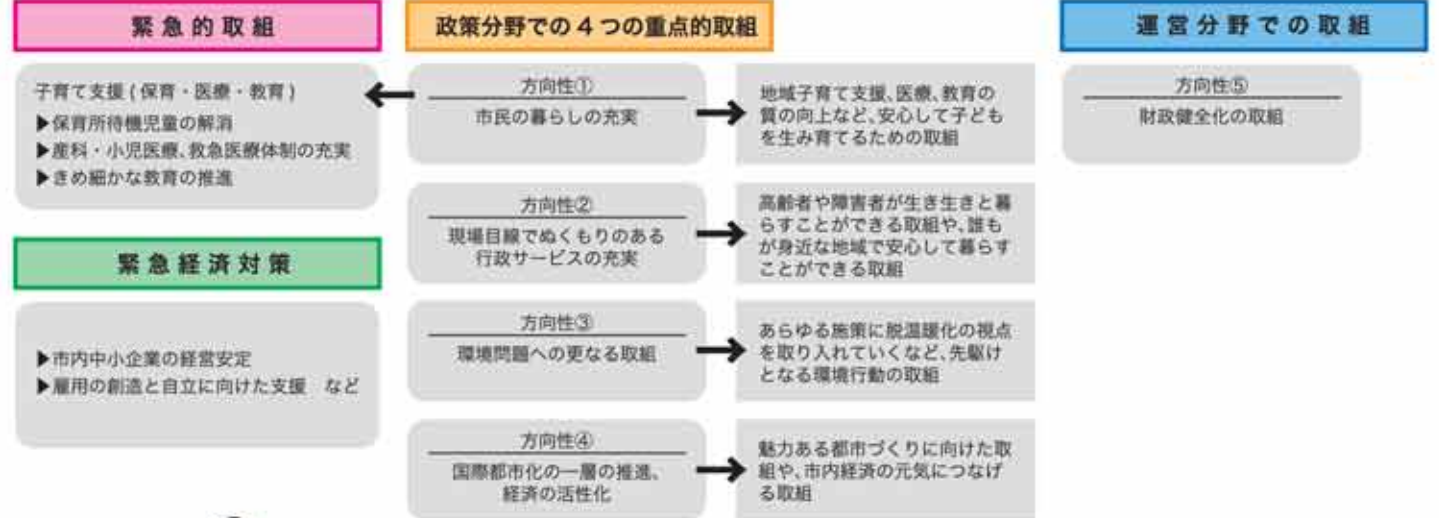 緊急的取組
子育て支援(保育・医療・教育)
▶保育所待機児童の解消
▶産科・小児医療、救急医療体制の充実
▶きめ細かな教育の推進
緊急経済対策
▶市内中小企業の経営安定
▶雇用の創造と自立に向けた支援 など
政策分野での4つの重点的取組
方向性①
市民の暮らしの充実
地域子育て支援、医療、教育の
質の向上など、安心して子ども
を生み育てるための取組
方向性②
現場目線でぬくもりのある
行政サービスの充実
高齢者や障害者が生き生きと暮
らすことができる取組や、誰も
が身近な地域で安心して暮らす
ことができる取組
方向性③
環境問題への更なる取組
あらゆる施策に脱温暖化の視点
を取り入れていくなど、先駆け
となる環境行動の取組
方向性④
国際都市化の一層の推進、
経済の活性化
魅力ある都市づくりに向けた取
組や、市内経済の元気につなげ
る取組
運営分野での取組
方向性⑤
財政健全化の取組